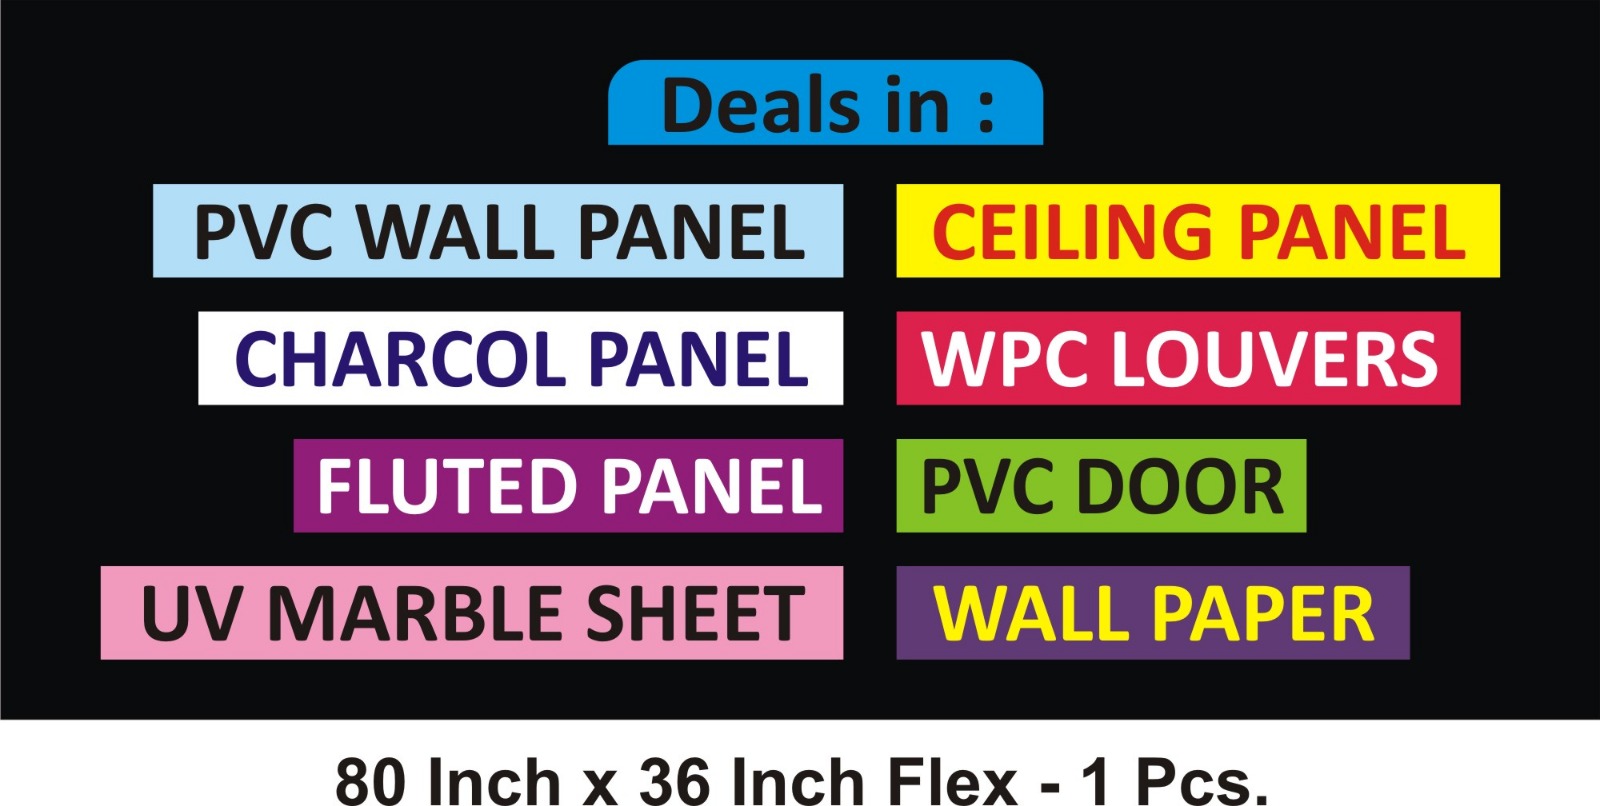 Deals in :
PVC WALL PANEL
CEILING PANEL
CHARCOL PANEL
WPC LOUVERS
FLUTED PANEL
PVC DOOR
UV MARBLE SHEET
WALL PAPER
80 Inch x 36 Inch Flex - 1 Pcs.